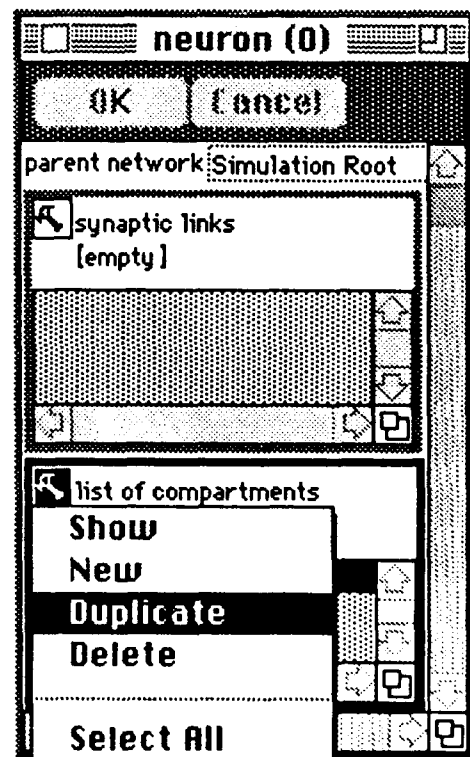 neuron (0)
OK Cancel
parent network Simulation Root
synaptic links
[empty]
list of compartments
Show
New
Duplicate
Delete
Select All